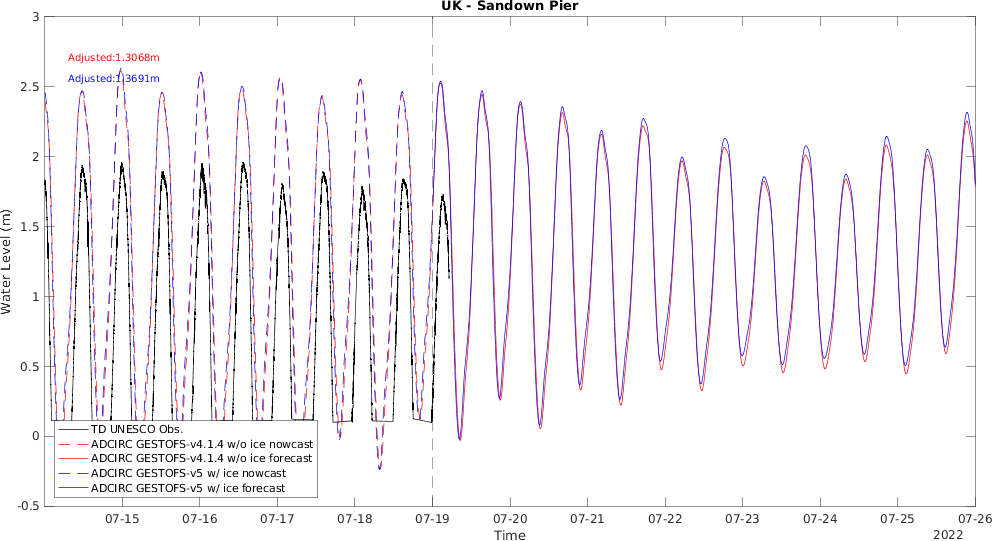 UK - Sandown Pier
3
2.5
2
1.5
1
0.5
0
-0.5
Water Level (m)
Adjusted:1.3068m
Adjusted:1.3691m
TD UNESCO Obs.
ADCIRC GESTOFS-v4.1.4 w/o ice nowcast
ADCIRC GESTOFS-v4.1.4 w/o ice forecast
ADCIRC GESTOFS-v5 w/ ice nowcast
ADCIRC GESTOFS-v5 w/ ice forecast
07-15 07-16 07-17 07-18 07-19 07-20 07-21 07-22 07-23 07-24 07-25 07-26
Time
2022